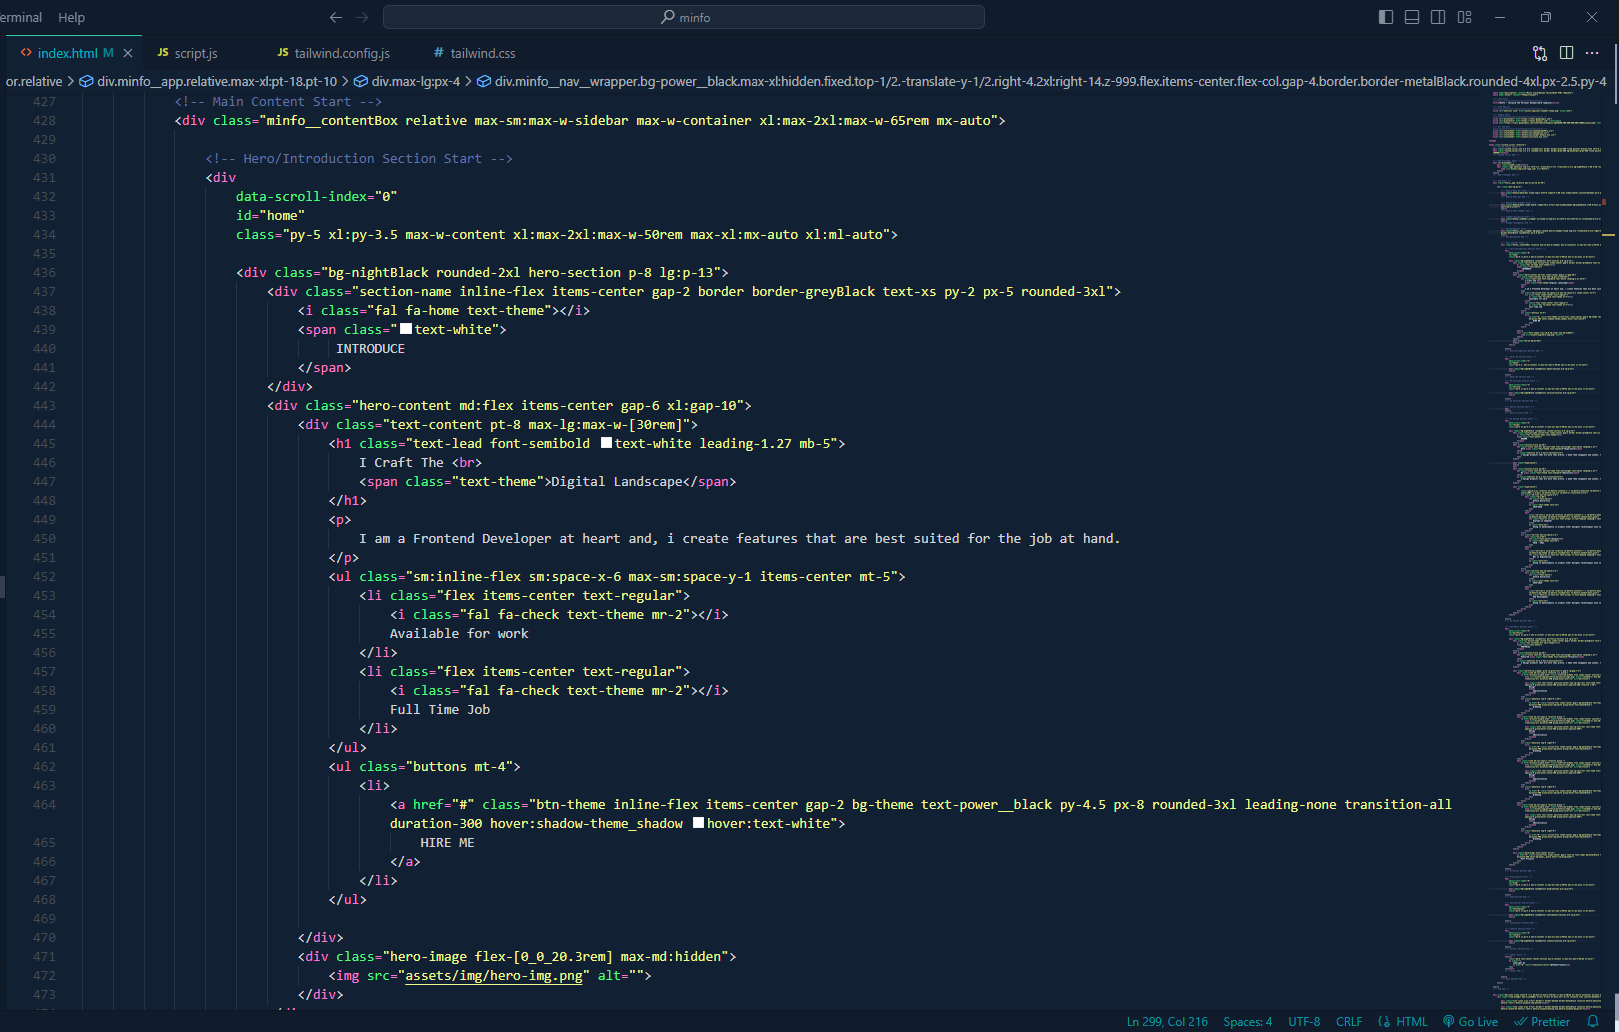 Terminal Help
minfo
index.html M
script.js
tailwind.config.js
tailwind.css
or.relative > div.minfo__app.relative.max-xl:pt-18.pt-10 > div.max-lg:px-4 > div.minfo__nav__wrapper.bg-power__black.max-xl:hidden.fixed.top-1/2.-translate-y-1/2.right-4.2xl:right-14.z-999.flex.items-center.flex-col.gap-4.border.border-metalBlack.rounded-4xl.px-2.5.py-4
427 <!-- Main Content Start -->
428 <div class="minfo__contentBox relative max-sm:max-w-sidebar max-w-container xl:max-2xl:max-w-65rem mx-auto">
429
430 <!-- Hero/Introduction Section Start -->
431 <div
432 data-scroll-index="0"
433 id="home"
434 class="py-5 xl:py-3.5 max-w-content xl:max-2xl:max-w-50rem max-xl:mx-auto xl:ml-auto">
435
436 <div class="bg-nightBlack rounded-2xl hero-section p-8 lg:p-13">
437 <div class="section-name inline-flex items-center gap-2 border border-greyBlack text-xs py-2 px-5 rounded-3xl">
438 <i class="fal fa-home text-theme"></i>
439 <span class="text-white">
440 INTRODUCE
441 </span>
442 </div>
443 <div class="hero-content md:flex items-center gap-6 xl:gap-10">
444 <div class="text-content pt-8 max-lg:max-w-[30rem]">
445 <h1 class="text-lead font-semibold text-white leading-1.27 mb-5">
446 I Craft The <br>
447 <span class="text-theme">Digital Landscape</span>
448 </h1>
449 <p>
450 I am a Frontend Developer at heart and, i create features that are best suited for the job at hand.
451 </p>
452 <ul class="sm:inline-flex sm:space-x-6 max-sm:space-y-1 items-center mt-5">
453 <li class="flex items-center text-regular">
454 <i class="fal fa-check text-theme mr-2"></i>
455 Available for work
456 </li>
457 <li class="flex items-center text-regular">
458 <i class="fal fa-check text-theme mr-2"></i>
459 Full Time Job
460 </li>
461 </ul>
462 <ul class="buttons mt-4">
463 <li>
464 <a href="#" class="btn-theme inline-flex items-center gap-2 bg-theme text-power__black py-4.5 px-8 rounded-3xl leading-none transition-all
duration-300 hover:shadow-theme_shadow hover:text-white">
465 HIRE ME
466 </a>
467 </li>
468 </ul>
469
470 </div>
471 <div class="hero-image flex-[0_0_20.3rem] max-md:hidden">
472 <img src="assets/img/hero-img.png" alt="">
473 </div>
Ln 299, Col 216 Spaces: 4 UTF-8 CRLF {} HTML Go Live Prettier